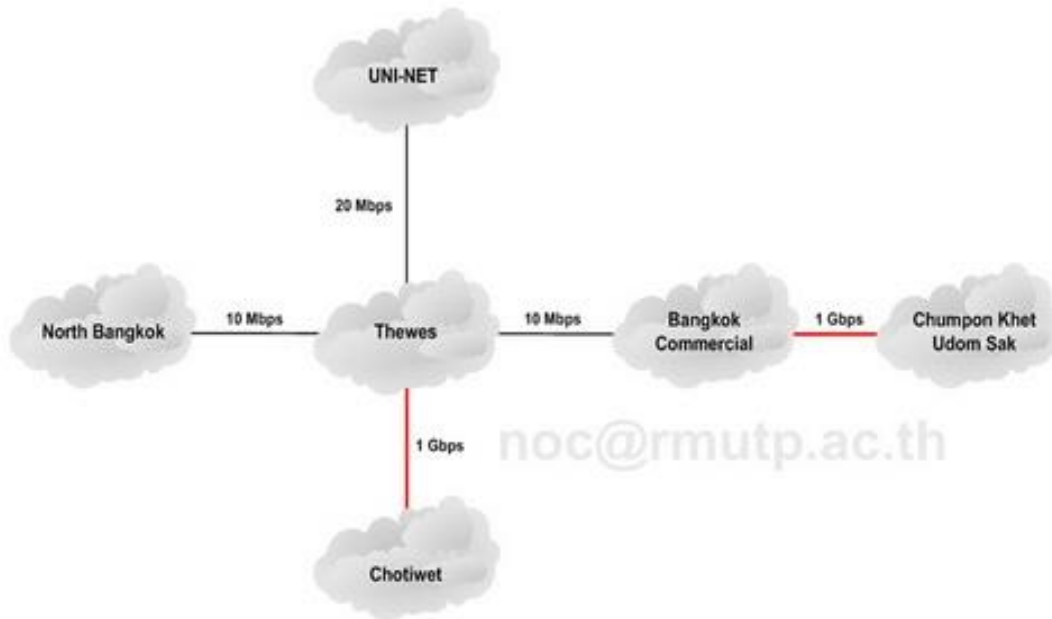 UNI-NET
20 Mbps
North Bangkok
10 Mbps
Thewes
10 Mbps
Bangkok
Commercial
1 Gbps
Chumpon Khet
Udom Sak
1 Gbps
noc@rmutp.ac.th
Chotiwet